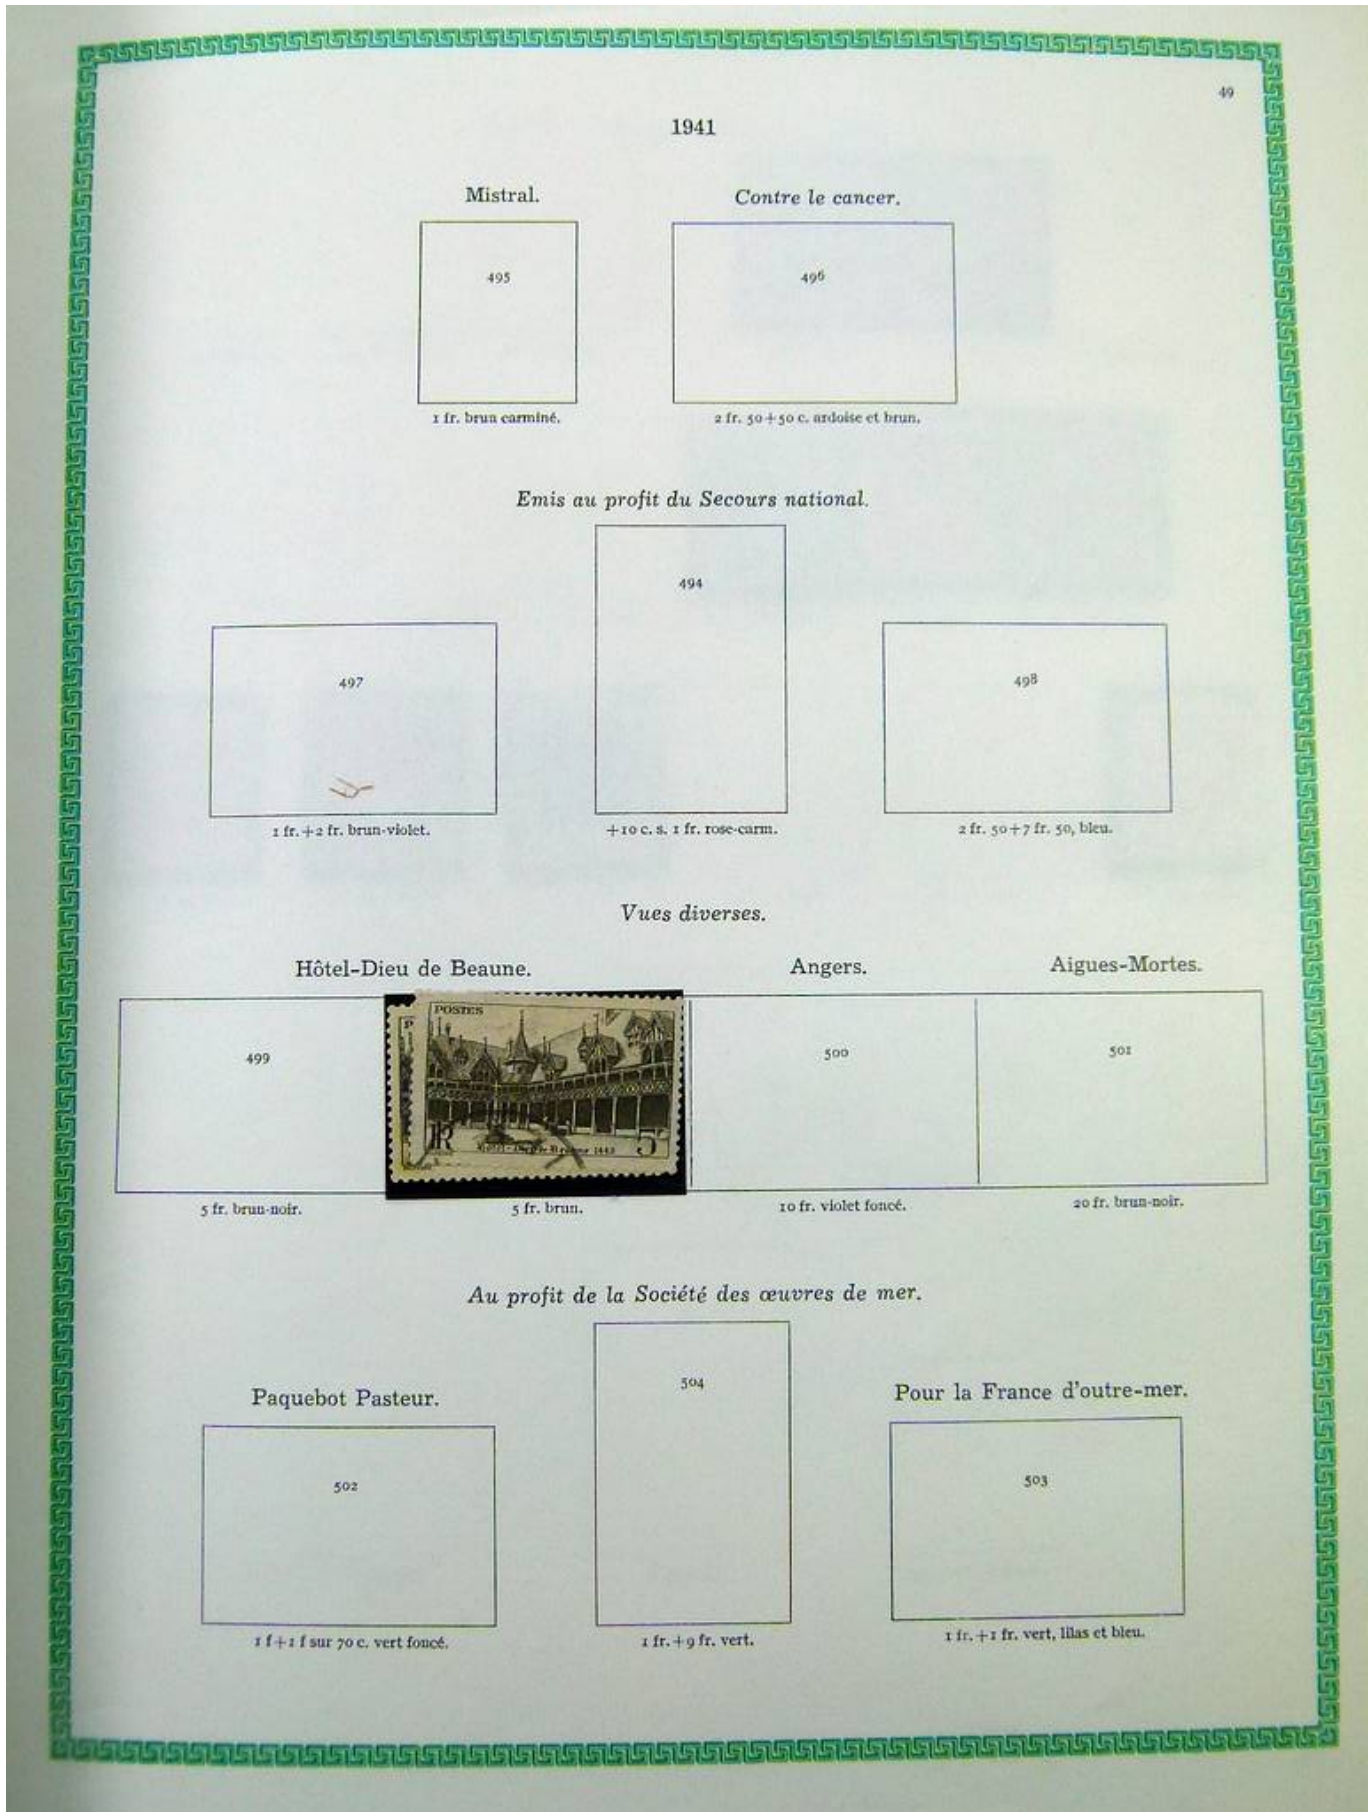 49
1941
Mistral.
Contre le cancer.
495
496
1 fr. brun carminé.
2 fr. 50+50 c. ardoise et brun.
Emis au profit du Secours national.
494
497
498
1 fr.+2 fr. brun-violet.
+10 c. s. 1 fr. rose-carm.
2 fr. 50+7 fr. 50, bleu.
Vues diverses.
Hôtel-Dieu de Beaune.
Angers.
Aigues-Mortes.
499
POSTES
P
RF
5F
500
501
5 fr. brun-noir.
5 fr. brun.
10 fr. violet foncé.
20 fr. brun-noir.
Au profit de la Société des œuvres de mer.
Paquebot Pasteur.
504
Pour la France d'outre-mer.
502
503
1 f+1 f sur 70 c. vert foncé.
1 fr.+9 fr. vert.
1 fr.+1 fr. vert, lilas et bleu.